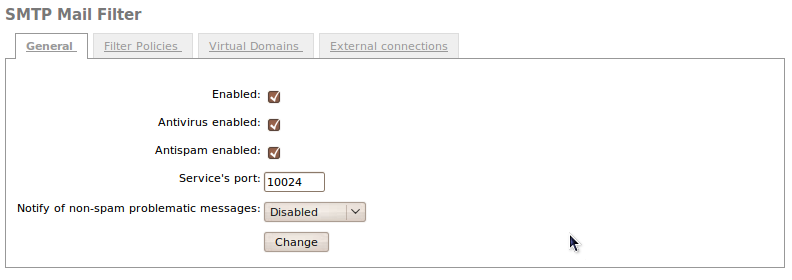 SMTP Mail Filter
General Filter Policies Virtual Domains External connections
Enabled:
Antivirus enabled:
Antispam enabled:
Service's port: 10024
Notify of non-spam problematic messages: Disabled
Change